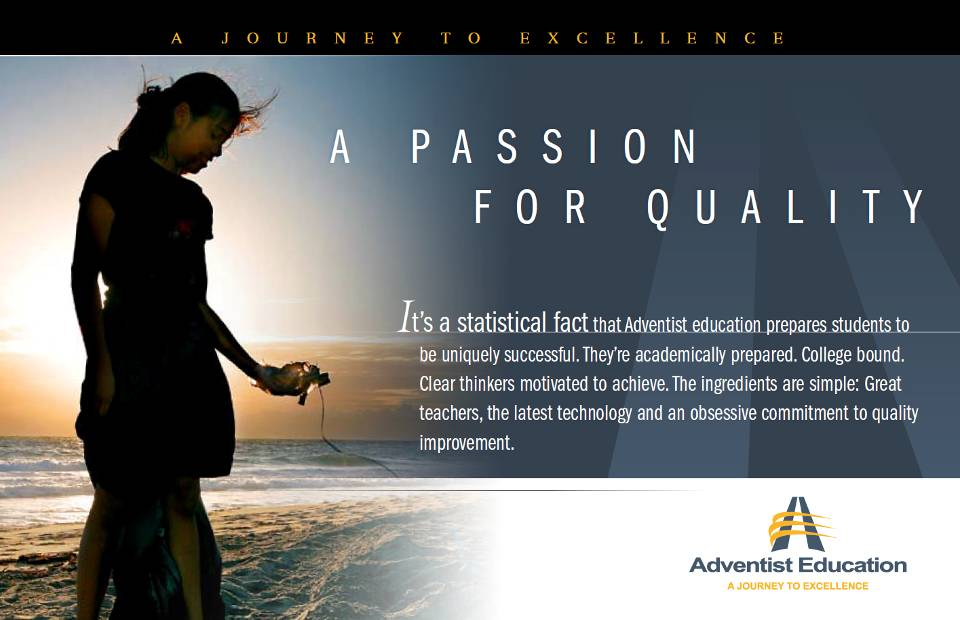 A JOURNEY TO EXCELLENCE
A PASSION
FOR QUALITY
It's a statistical fact that Adventist education prepares students to
be uniquely successful. They're academically prepared. College bound.
Clear thinkers motivated to achieve. The ingredients are simple: Great
teachers, the latest technology and an obsessive commitment to quality
improvement.
Adventist Education
A JOURNEY TO EXCELLENCE